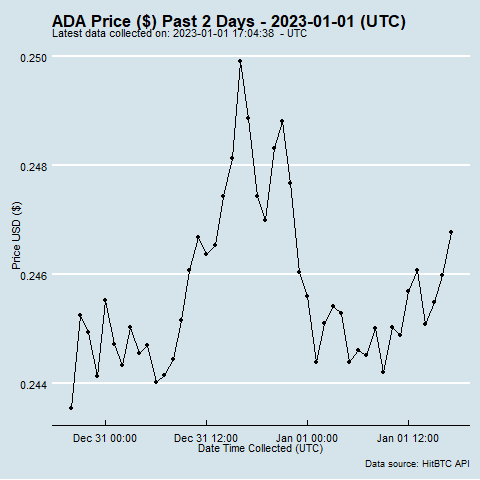 ADA Price ($) Past 2 Days - 2023-01-01 (UTC)
Latest data collected on: 2023-01-01 17:04:38  - UTC
0.250
0.248
0.246
0.244
Price USD ($)
Dec 31 00:00
Dec 31 12:00
Jan 01 00:00
Jan 01 12:00
Date Time Collected (UTC)
Data source: HitBTC API